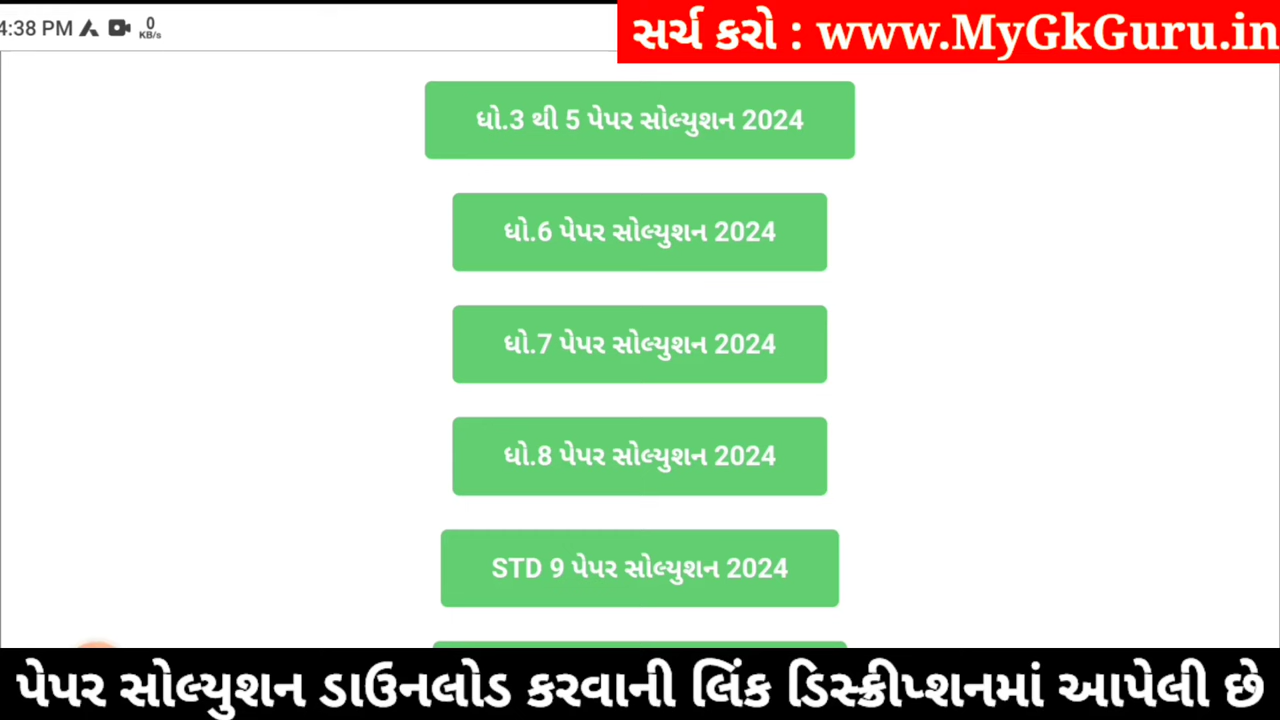 4:38 PM
0
KB/s
સર્ચ કરો : www.MyGkGuru.in
ધો.3 થી 5 પેપર સોલ્યુશન 2024
ધો.6 પેપર સોલ્યુશન 2024
ધો.7 પેપર સોલ્યુશન 2024
ધો.8 પેપર સોલ્યુશન 2024
STD 9 પેપર સોલ્યુશન 2024
પેપર સોલ્યુશન ડાઉનલોડ કરવાની લિંક ડિસ્ક્રીપ્શનમાં આપેલી છે